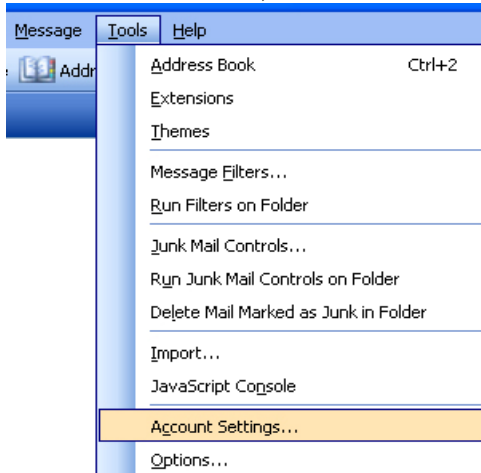 Message Tools Help
Addr
Address Book Ctrl+2
Extensions
Themes
Message Filters...
Run Filters on Folder
Junk Mail Controls...
Run Junk Mail Controls on Folder
Delete Mail Marked as Junk in Folder
Import...
JavaScript Console
Account Settings...
Options...